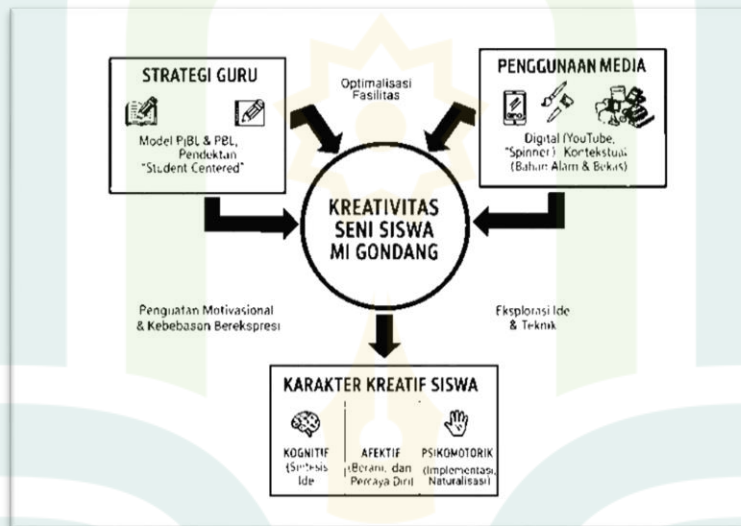 STRATEGI GURU
Model PjBL & PBL,
Pendektan
"Student Centered"
Optimalisasi
Fasilitas
PENGGUNAAN MEDIA
Digital (YouTube,
"Spinner") Kontekstual
(Bahan Alam & Bekas)
KREATIVITAS
SENI SISWA
MI GONDANG
Penguatan Motivasional
& Kebebasan Berekspresi
Eksplorasi Ide
& Teknik
KARAKTER KREATIF SISWA
KOGNITIF
(Sintesis
Ide
AFEKTIF
(Berani, dan
Percaya Diri)
PSIKOMOTORIK
(Implementasi,
Naturalisasi)